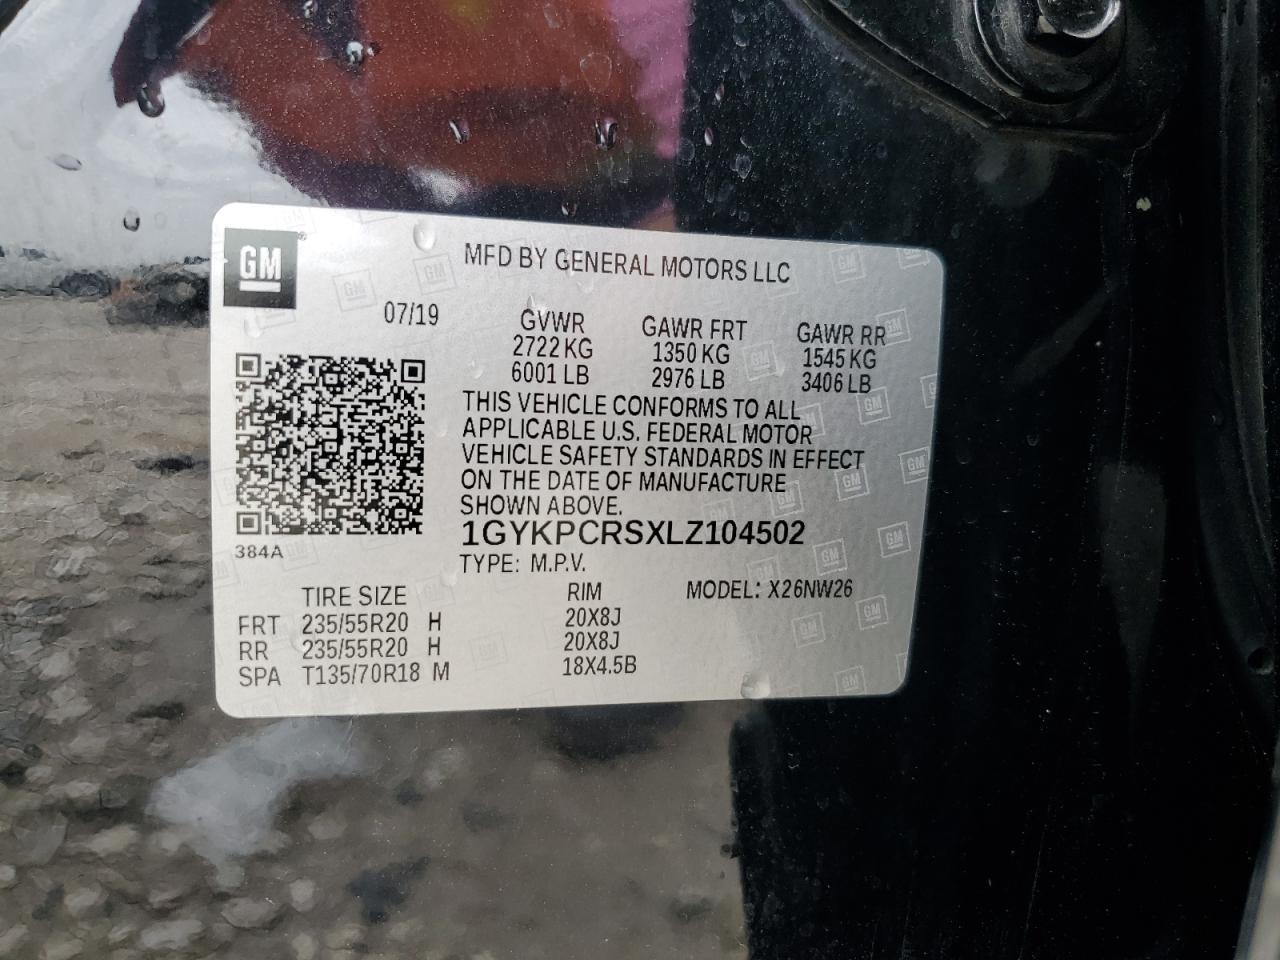 GM
MFD BY GENERAL MOTORS LLC
07/19
GVWR GAWR FRT GAWR RR
2722 KG 1350 KG 1545 KG
6001 LB 2976 LB 3406 LB
THIS VEHICLE CONFORMS TO ALL
APPLICABLE U.S. FEDERAL MOTOR
VEHICLE SAFETY STANDARDS IN EFFECT
ON THE DATE OF MANUFACTURE
SHOWN ABOVE.
1GYKPCRSXLZ104502
384A
TYPE: M.P.V.
TIRE SIZE RIM MODEL: X26NW26
FRT 235/55R20 H 20X8J
RR 235/55R20 H 20X8J
SPA T135/70R18 M 18X4.5B